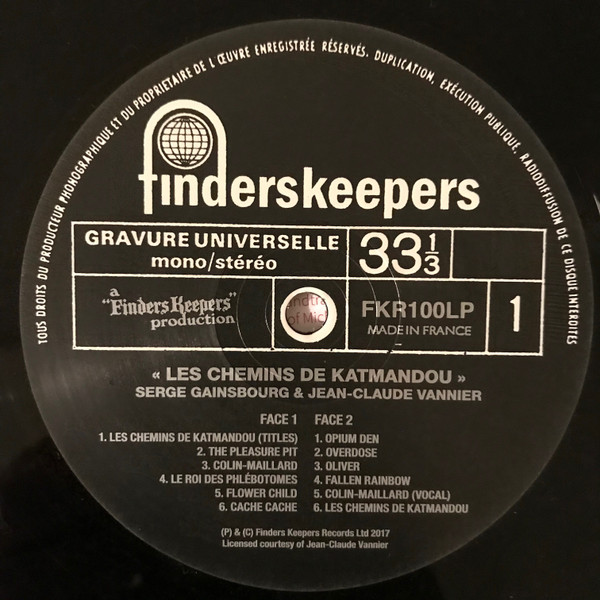 TOUS DROITS DU PRODUCTEUR PHONOGRAPHIQUE ET DU PROPRIETAIRE DE L ŒUVRE ENREGISTRÉE RÉSERVÉS. DUPLICATION, EXÉCUTION PUBLIQUE, RADIODIFFUSION DE CE DISQUE INTERDITES
finderskeepers
GRAVURE UNIVERSELLE
mono/stéréo
33 1/3
a
"Finders Keepers"
production
FKR100LP
MADE IN FRANCE
1
« LES CHEMINS DE KATMANDOU »
SERGE GAINSBOURG & JEAN-CLAUDE VANNIER
FACE 1
1. LES CHEMINS DE KATMANDOU (TITLES)
2. THE PLEASURE PIT
3. COLIN-MAILLARD
4. LE ROI DES PHLÉBOTOMES
5. FLOWER CHILD
6. CACHE CACHE
FACE 2
1. OPIUM DEN
2. OVERDOSE
3. OLIVER
4. FALLEN RAINBOW
5. COLIN-MAILLARD (VOCAL)
6. LES CHEMINS DE KATMANDOU
(P) & (C) Finders Keepers Records Ltd 2017
Licensed courtesy of Jean-Claude Vannier